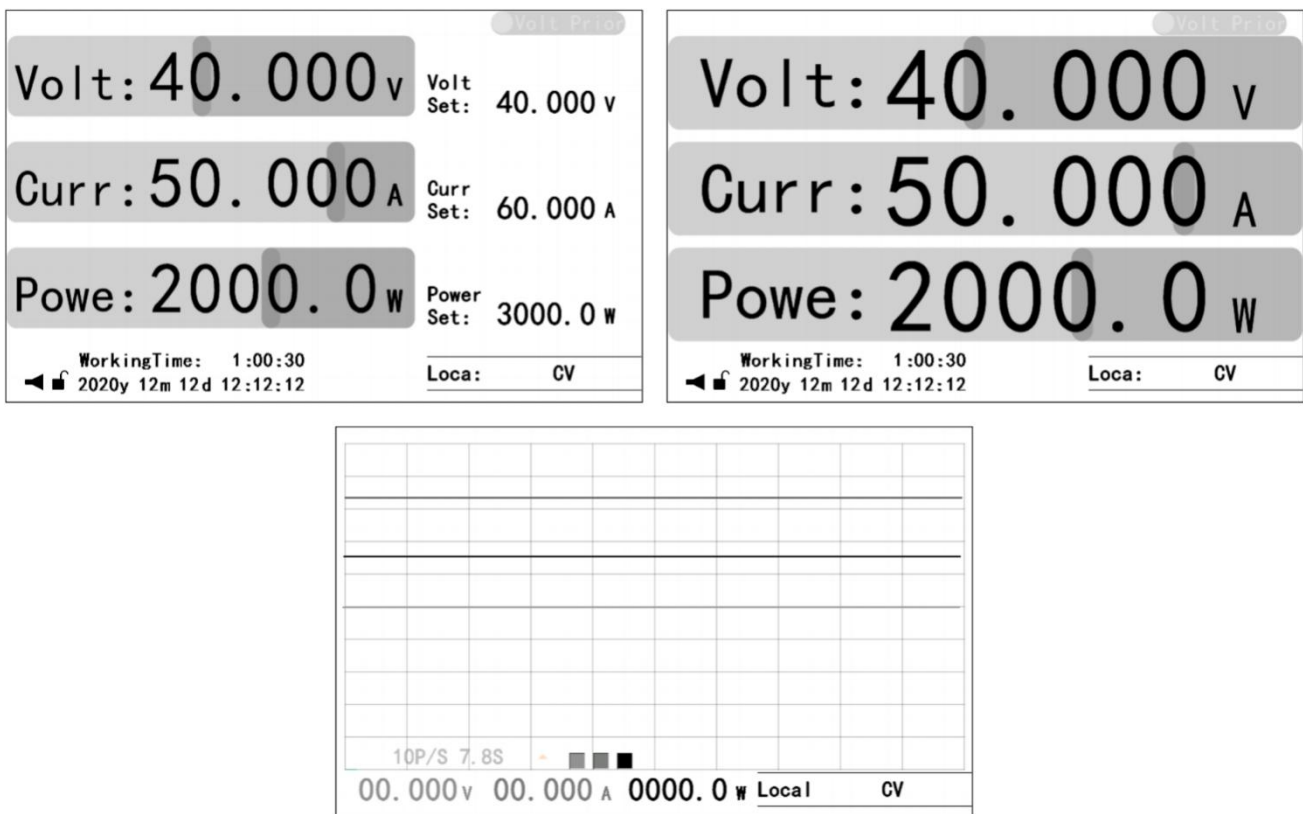 Volt Prior
Volt: 40.000 V
Volt Set: 40.000 V
Curr: 50.000 A
Curr Set: 60.000 A
Powe: 2000.0 W
Power Set: 3000.0 W
WorkingTime: 1:00:30
2020y 12m 12d 12:12:12
Loca: CV
Volt Prior
Volt: 40.000 V
Curr: 50.000 A
Powe: 2000.0 W
WorkingTime: 1:00:30
2020y 12m 12d 12:12:12
Loca: CV
10P/S 7.8S
00.000 V 00.000 A 0000.0 W Local CV